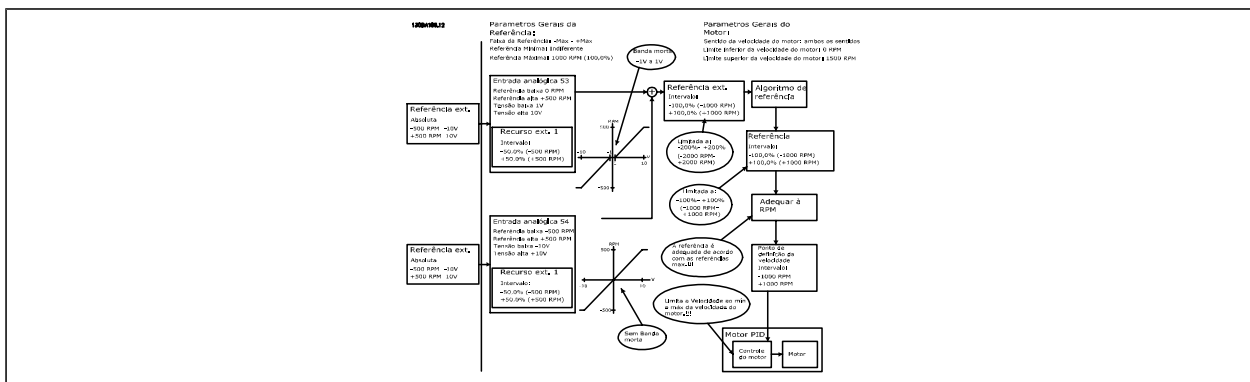 130BA188.12
Parametros Gerais da
Referência:
Faixa da Referência: -Max - +Max
Referência Mínima: Indiferente
Referência Máxima: 1000 RPM (100,0%)
Parametros Gerais do
Motor:
Sentido da velocidade do motor: ambos os sentidos
Limite inferior da velocidade do motor: 0 RPM
Limite superior da velocidade do motor: 1500 RPM
Banda morta
-1V a 1V
Referência ext.
Absoluta
-500 RPM -10V
+500 RPM 10V
Entrada analógica 53
Referência baixa 0 RPM
Referência alta +500 RPM
Tensão baixa 1V
Tensão alta 10V
Recurso ext. 1
Intervalo:
-50.0% (-500 RPM)
+50.0% (+500 RPM)
RPM
500
-10
-1
1
10
V
-500
Referência ext.
Intervalo:
-100,0% (-1000 RPM)
+100,0% (+1000 RPM)
Algoritmo de
referência
Limitada a:
-200%- +200%
(-2000 RPM-
+2000 RPM)
Referência
Intervalo:
-100,0% (-1000 RPM)
+100,0% (+1000 RPM)
Limitada a:
-100%- +100%
(-1000 RPM-
+1000 RPM)
Adequar à
RPM
Referência ext.
Absoluta
-500 RPM -10V
+500 RPM 10V
Entrada analógica 54
Referência baixa -500 RPM
Referência alta +500 RPM
Tensão baixa -10V
Tensão alta +10V
Recurso ext. 1
Intervalo:
-50.0% (-500 RPM)
+50.0% (+500 RPM)
RPM
500
-10
10
V
-500
Sem Banda
morta
A referência é
adequada de acordo
com as referências
max.!!!
Ponto de
definição da
velocidade
Intervalo:
-1000 RPM
+1000 RPM
Limita a Velocidade ao min
e máx da velocidade do
motor.!!!
Motor PID
Controle
do motor
Motor